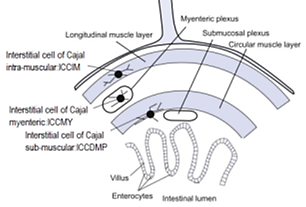 Myenteric plexus
Longitudinal muscle layer
Submucosal plexus
Circular muscle layer
Interstitial cell of Cajal
intra-muscular:ICCIM
Interstitial cell of Cajal
myenteric:ICCMY
Interstitial cell of Cajal
sub-muscular:ICCDMP
Villus
Enterocytes
Intestinal lumen